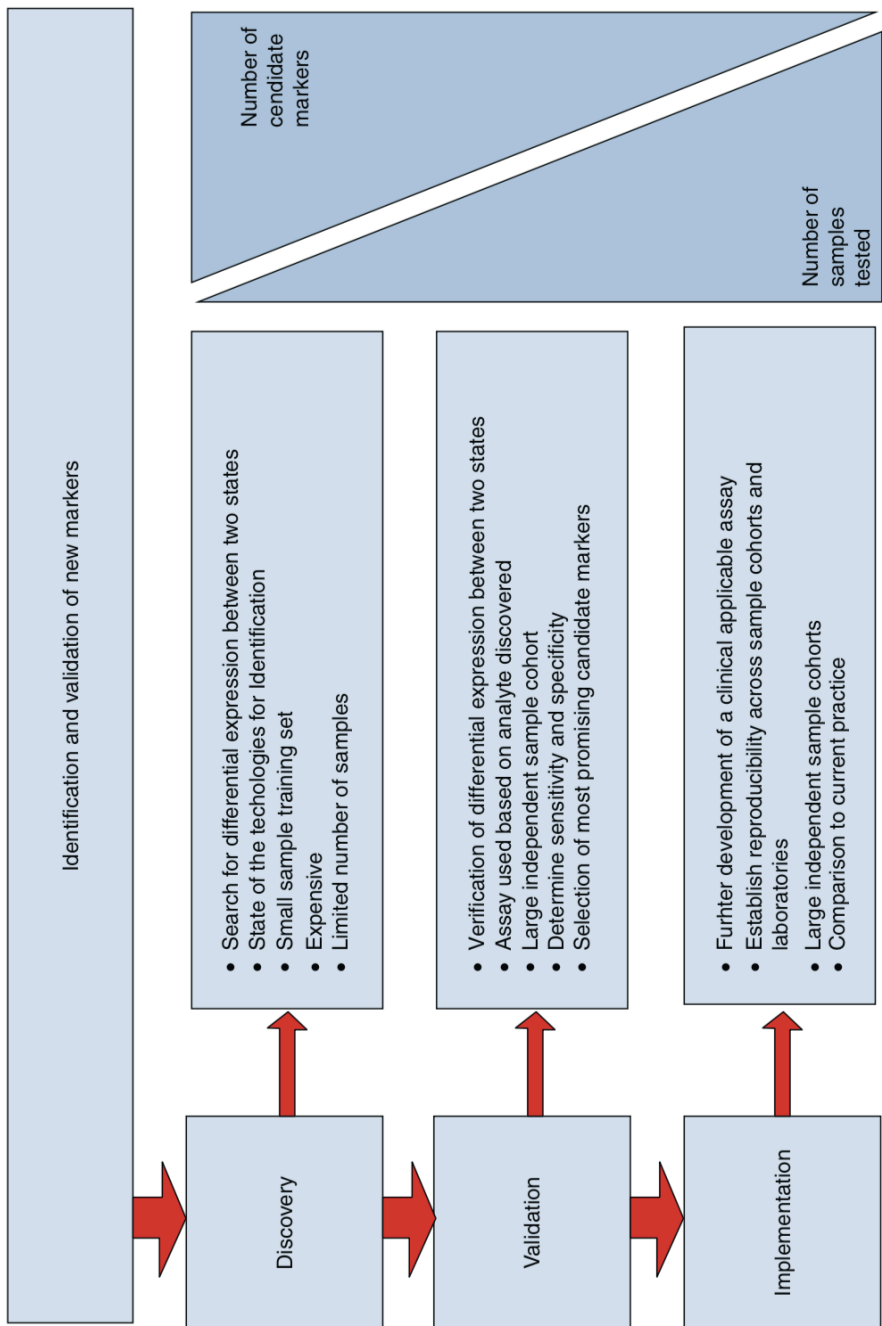 Identification and validation of new markers
Discovery
• Search for differential expression between two states
• State of the techologies for Identification
• Small sample training set
• Expensive
• Limited number of samples
Validation
• Verification of differential expression between two states
• Assay used based on analyte discovered
• Large independent sample cohort
• Determine sensitivity and specificity
• Selection of most promising candidate markers
Implementation
• Furhter development of a clinical applicable assay
• Establish reproducibility across sample cohorts and
laboratories
• Large independent sample cohorts
• Comparison to current practice
Number of
cendidate
markers
Number of
samples
tested